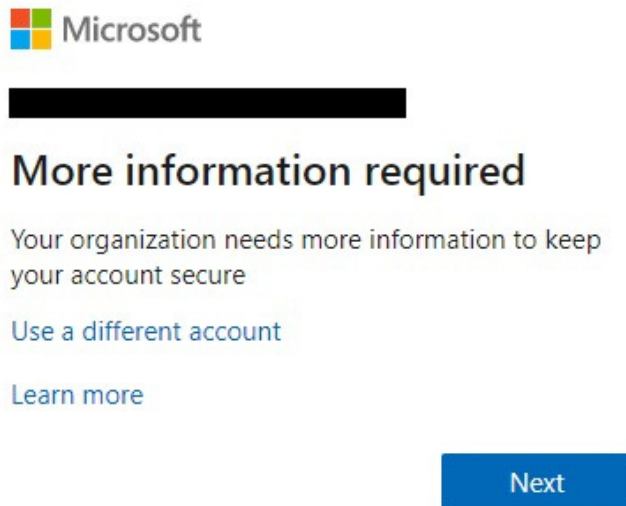 Microsoft
More information required
Your organization needs more information to keep
your account secure
Use a different account
Learn more
Next